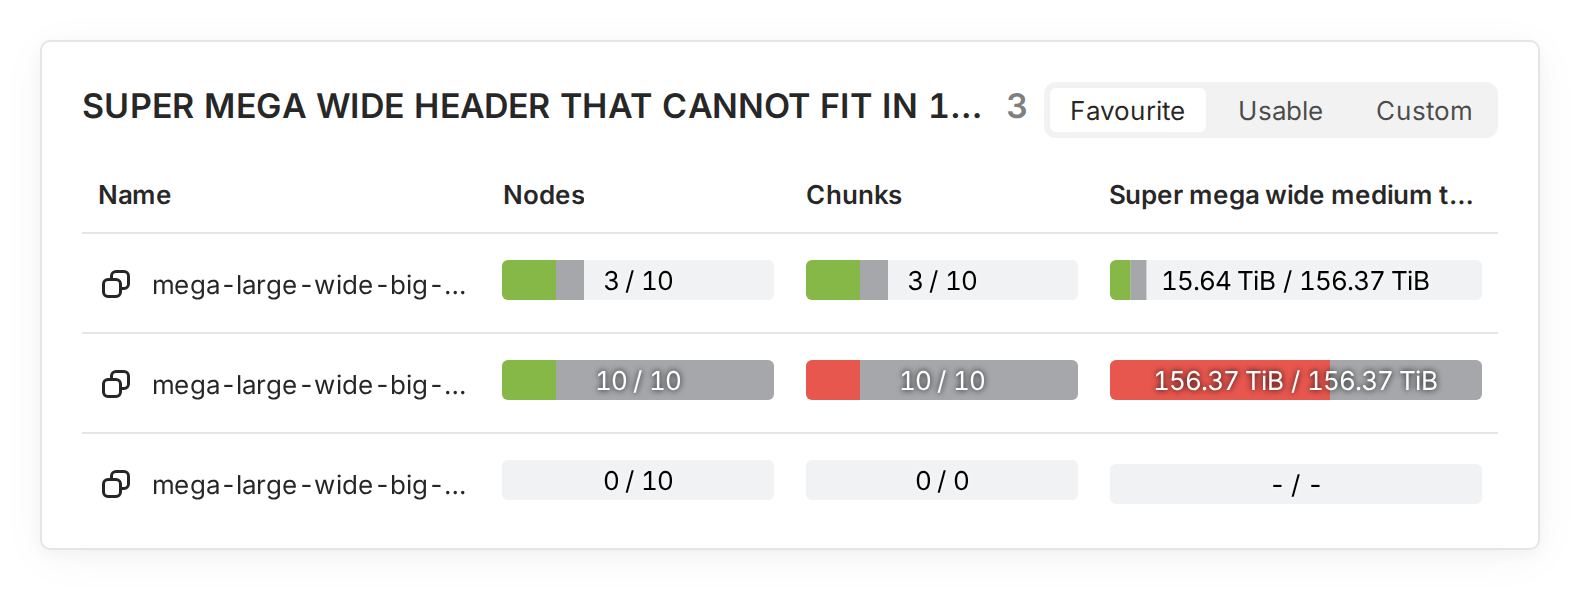 SUPER MEGA WIDE HEADER THAT CANNOT FIT IN 1... 3 Favourite Usable Custom
Name Nodes Chunks Super mega wide medium t...
mega-large-wide-big-... 3 / 10 3 / 10 15.64 TiB / 156.37 TiB
mega-large-wide-big-... 10 / 10 10 / 10 156.37 TiB / 156.37 TiB
mega-large-wide-big-... 0 / 10 0 / 0 - / -